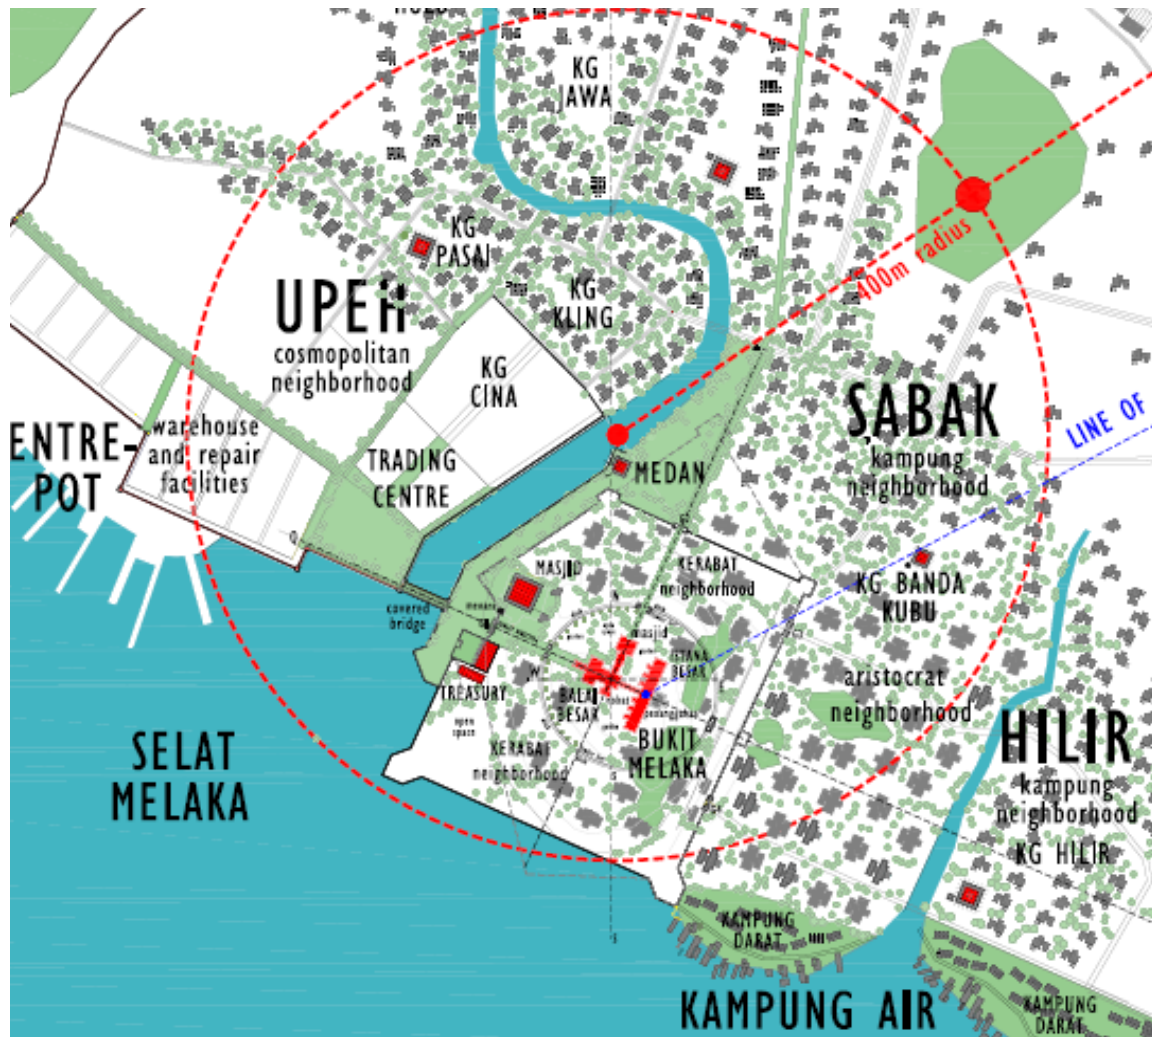 KG
JAWA
KG
PASAI
UPEH
cosmopolitan
neighborhood
KG
KLING
KG
CINA
400m radius
SABAK
kampung
neighborhood
LINE OF
ENTRE-
POT
warehouse
and repair
facilities
TRADING
CENTRE
MEDAN
MASJID
KERABAT
neighborhood
KG BANDA
KUBU
covered
bridge
menara
masjid
ISTANA
BESAR
W
TREASURY
BALAI
BESAR
open
space
aristocrat
neighborhood
BUKIT
MELAKA
KERABAT
neighborhood
SELAT
MELAKA
HILIR
kampung
neighborhood
KG HILIR
KAMPUNG
DARAT
S
KAMPUNG AIR
KAMPUNG
DARAT